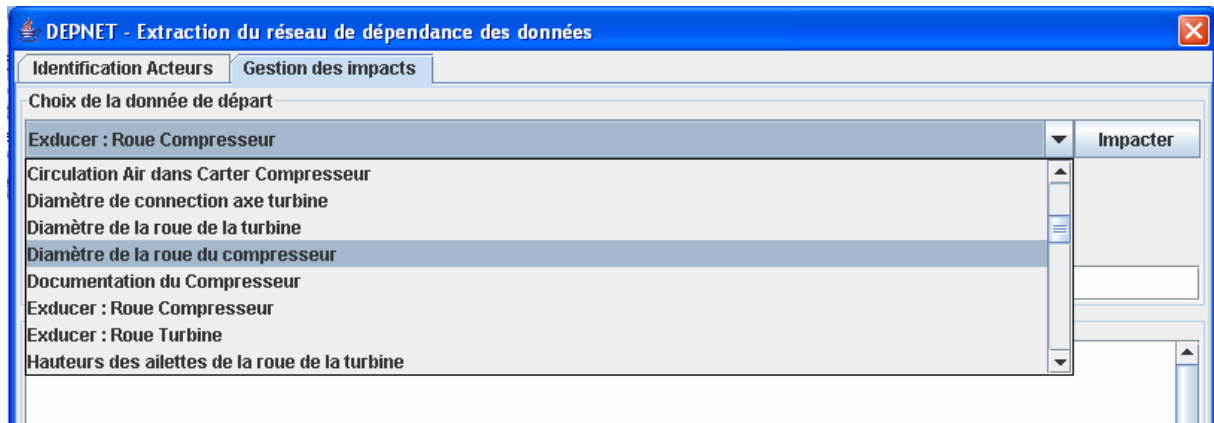 DEPNET - Extraction du réseau de dépendance des données
Identification Acteurs Gestion des impacts
Choix de la donnée de départ
Exducer : Roue Compresseur Impacter
Circulation Air dans Carter Compresseur
Diamètre de connection axe turbine
Diamètre de la roue de la turbine
Diamètre de la roue du compresseur
Documentation du Compresseur
Exducer : Roue Compresseur
Exducer : Roue Turbine
Hauteurs des ailettes de la roue de la turbine